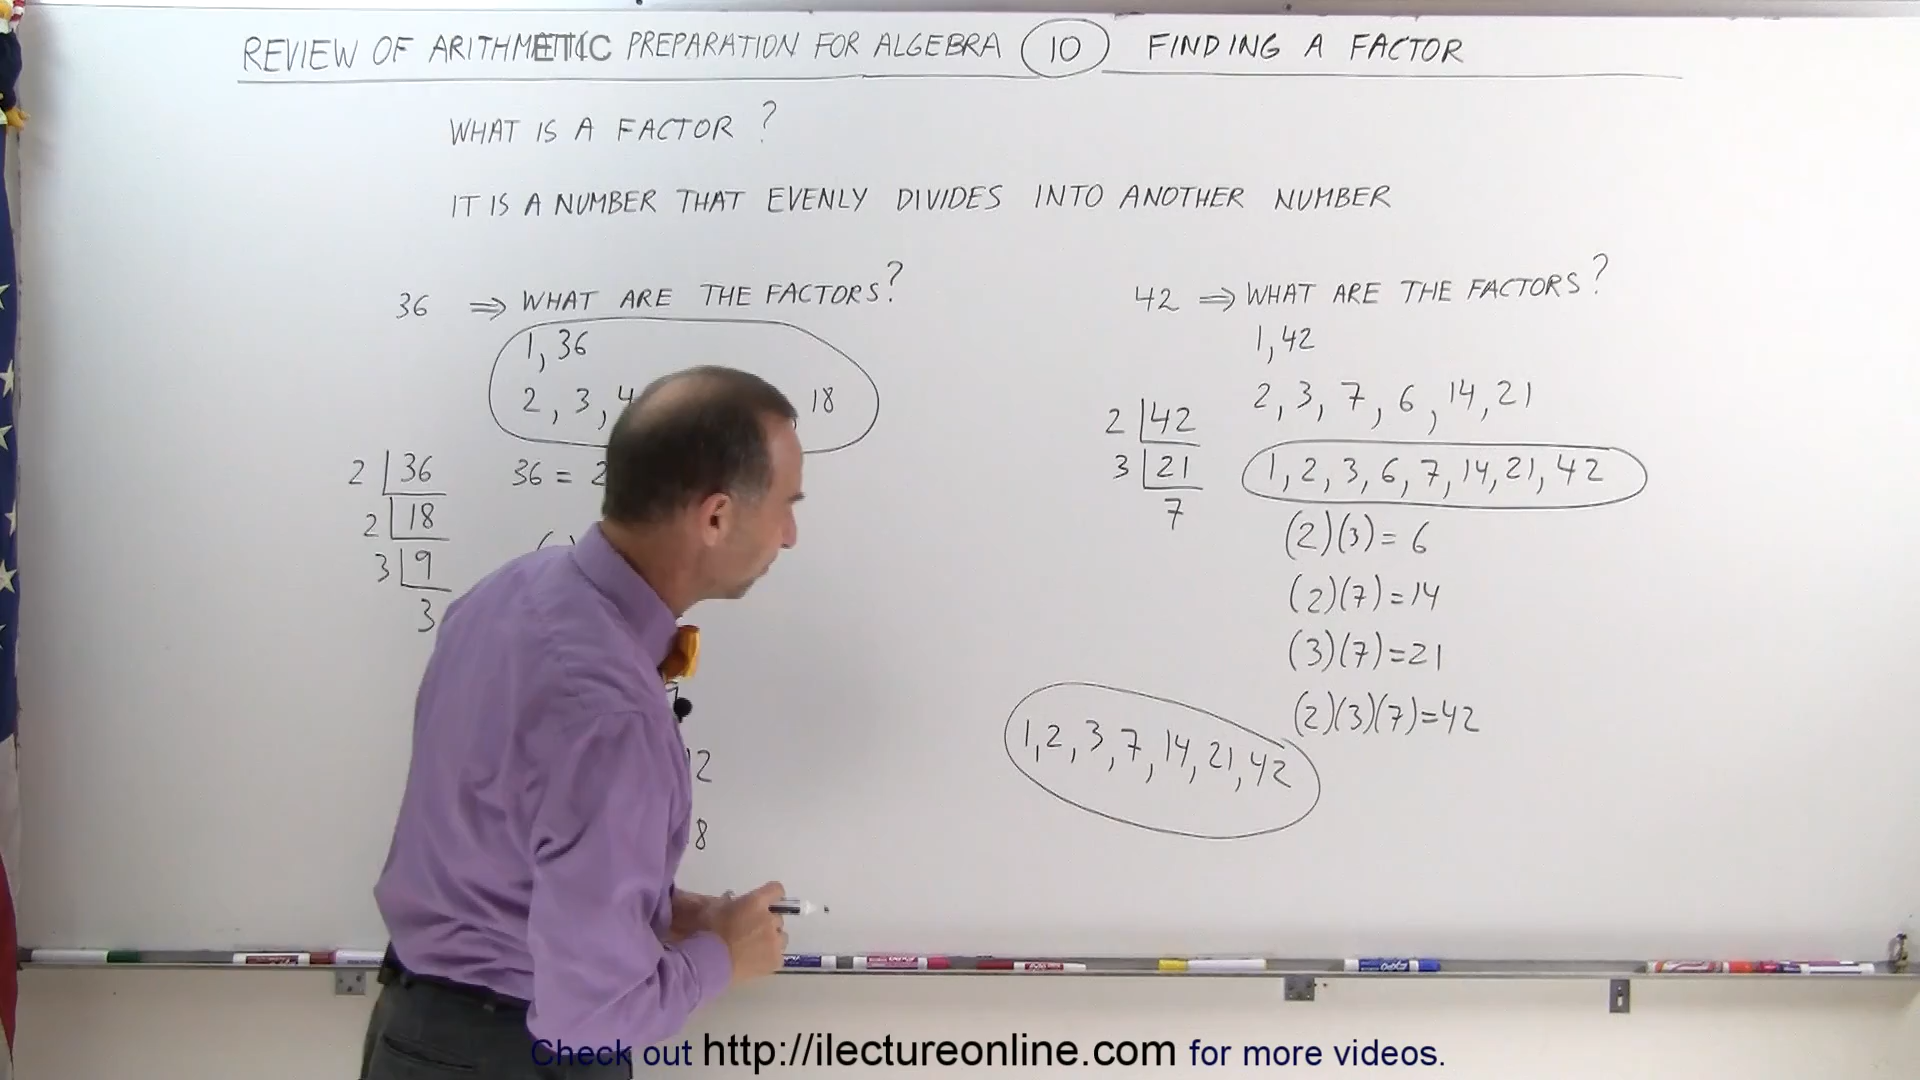 REVIEW OF ARITHMETIC PREPARATION FOR ALGEBRA 10 FINDING A FACTOR
WHAT IS A FACTOR ?
IT IS A NUMBER THAT EVENLY DIVIDES INTO ANOTHER NUMBER
36 ⇒ WHAT ARE THE FACTORS?
1, 36
2, 3, 4 , 18
2 36
2 18
3 9
3
36 = 2
12
18
42 ⇒ WHAT ARE THE FACTORS?
1, 42
2, 3, 7, 6, 14, 21
2 42
3 21
7
1, 2, 3, 6, 7, 14, 21, 42
(2)(3) = 6
(2)(7) = 14
(3)(7) = 21
(2)(3)(7) = 42
1, 2, 3, 7, 14, 21, 42
Check out http://ilectureonline.com for more videos.